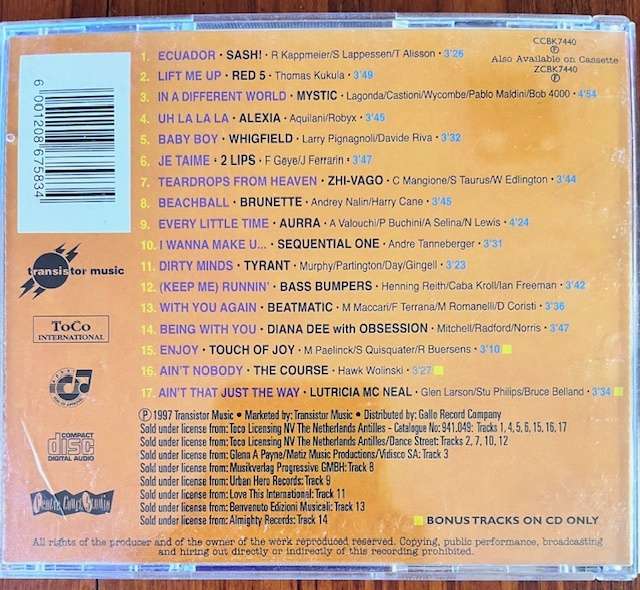 CCBK7440
Ⓟ
Also Available on Cassette
ZCBK7440
Ⓟ
6 001208 675834
1. ECUADOR • SASH! • R Kappmeier/S Lappessen/T Alisson • 3'26
2. LIFT ME UP • RED 5 • Thomas Kukula • 3'49
3. IN A DIFFERENT WORLD • MYSTIC • Lagonda/Castioni/Wycombe/Pablo Maldini/Bob 4000 • 4'54
4. UH LA LA LA • ALEXIA • Aquilani/Robyx • 3'45
5. BABY BOY • WHIGFIELD • Larry Pignagnoli/Davide Riva • 3'32
6. JE TAIME • 2 LIPS • F Geye/J Ferrarin • 3'47
7. TEARDROPS FROM HEAVEN • ZHI-VAGO • C Mangione/S Taurus/W Edlington • 3'44
8. BEACHBALL • BRUNETTE • Andrey Nalin/Harry Cane • 3'45
9. EVERY LITTLE TIME • AURRA • A Valouchi/P Buchini/A Selina/N Lewis • 4'24
10. I WANNA MAKE U... • SEQUENTIAL ONE • Andre Tanneberger • 3'31
11. DIRTY MINDS • TYRANT • Murphy/Partington/Day/Gingell • 3'23
12. (KEEP ME) RUNNIN' • BASS BUMPERS • Henning Reith/Caba Kroll/Ian Freeman • 3'42
13. WITH YOU AGAIN • BEATMATIC • M Maccari/F Terrana/M Romanelli/D Coristi • 3'36
14. BEING WITH YOU • DIANA DEE with OBSESSION • Mitchell/Radford/Norris • 3'47
15. ENJOY • TOUCH OF JOY • M Paelinck/S Quisquater/R Buersens • 3'10
16. AIN'T NOBODY • THE COURSE • Hawk Wolinski • 3'27
17. AIN'T THAT JUST THE WAY • LUTRICIA MC NEAL • Glen Larson/Stu Philips/Bruce Belland • 3'34
transistor music
ToCo
INTERNATIONAL
COMPACT
disc
DIGITAL AUDIO
Ⓟ 1997 Transistor Music • Marketed by: Transistor Music • Distributed by: Gallo Record Company
Sold under license from: Toco Licensing NV The Netherlands Antilles - Catalogue No: 941.049: Tracks 1, 4, 5, 6, 15, 16, 17
Sold under license from: Toco Licensing NV The Netherlands Antilles/Dance Street: Tracks 2, 7, 10, 12
Sold under license from: Glenn A Payne/Matiz Music Productions/Vidisco SA: Track 3
Sold under license from: Musikverlag Progressive GMBH: Track 8
Sold under license from: Urban Hero Records: Track 9
Sold under license from: Love This International: Track 11
Sold under license from: Benvenuto Edizioni Musicali: Track 13
Sold under license from: Almighty Records: Track 14
BONUS TRACKS ON CD ONLY
All rights of the producer and of the owner of the work reproduced reserved. Copying, public performance, broadcasting
and hiring out directly or indirectly of this recording prohibited.